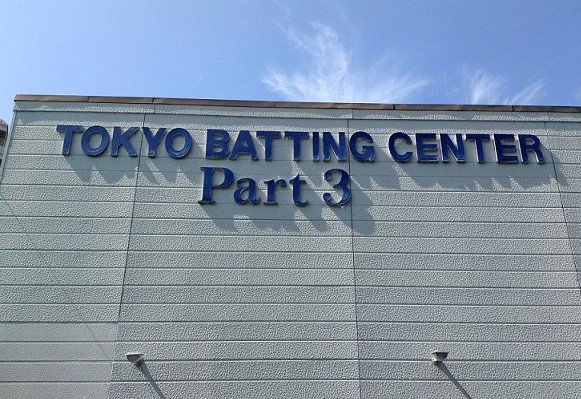 TOKYO BATTING CENTER
Part 3